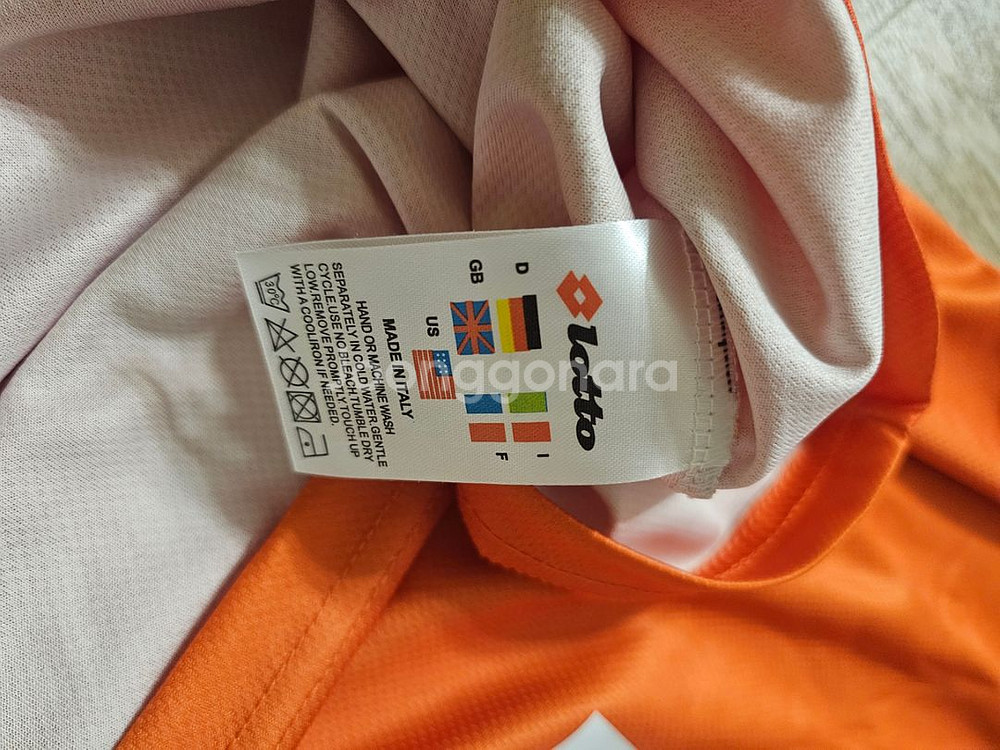 lotto
D
I
GB
F
US
MADE IN ITALY
HAND OR MACHINE WASH
SEPARATELY IN COLD WATER. GENTLE
CYCLE.USE NO BLEACH TUMBLE DRY
LOW.REMOVE PROMPTLY.TOUCH UP
WITH A COOLIRON IF NEEDED.
30°C